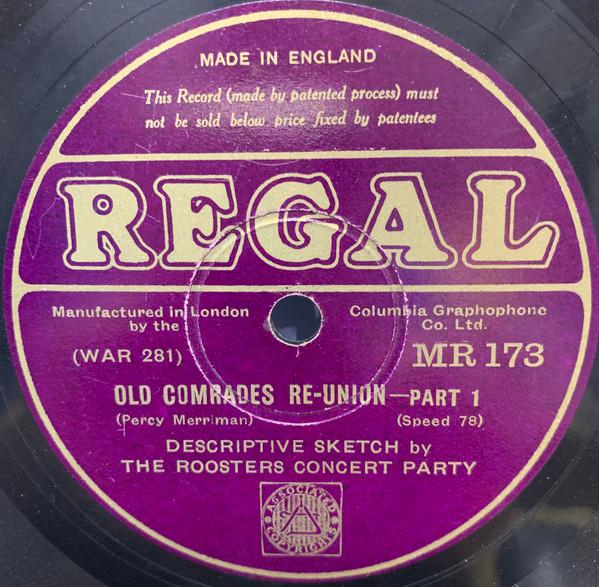 MADE IN ENGLAND
This Record (made by patented process) must
not be sold below price fixed by patentees
REGAL
Manufactured in London
by the
Columbia Graphophone
Co. Ltd.
(WAR 281)
MR 173
OLD COMRADES RE-UNION—PART 1
(Percy Merriman)
(Speed 78)
DESCRIPTIVE SKETCH by
THE ROOSTERS CONCERT PARTY
ASSOCIATED
COPYRIGHTS